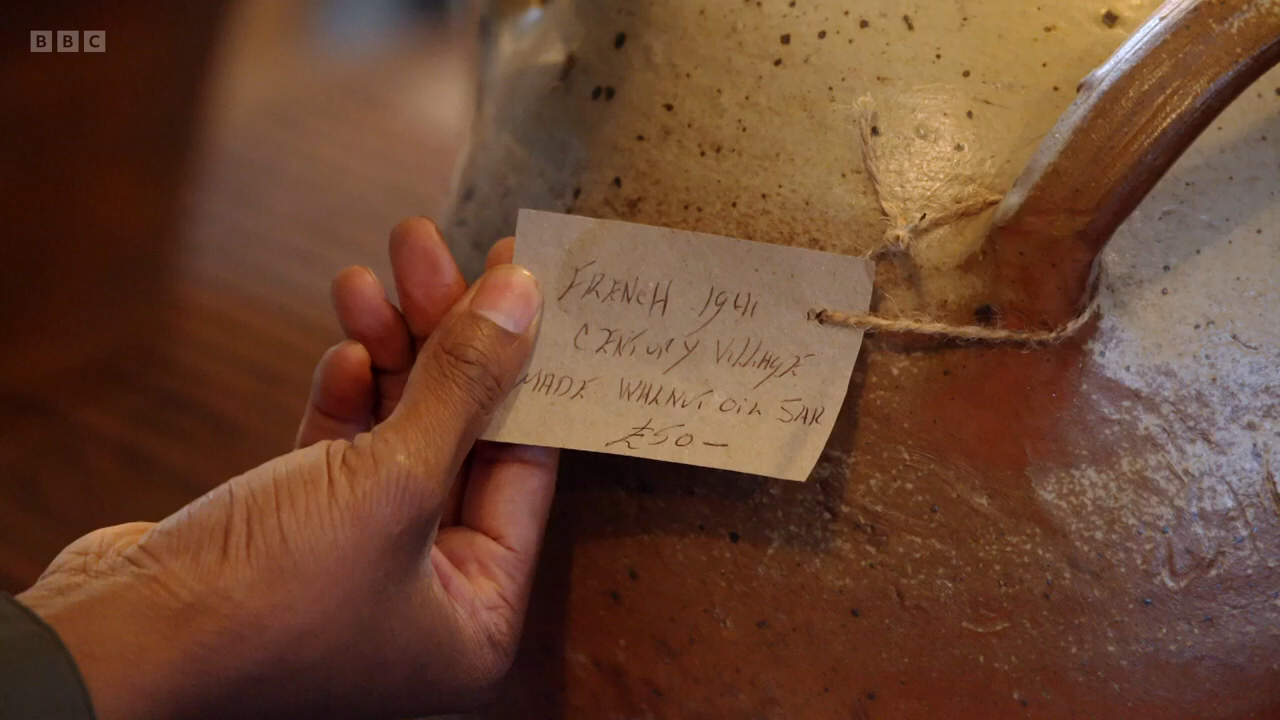 BBC
FRENCH 19th
CENTURY VillAGE
MADE WALNUT OIL JAR
£50-